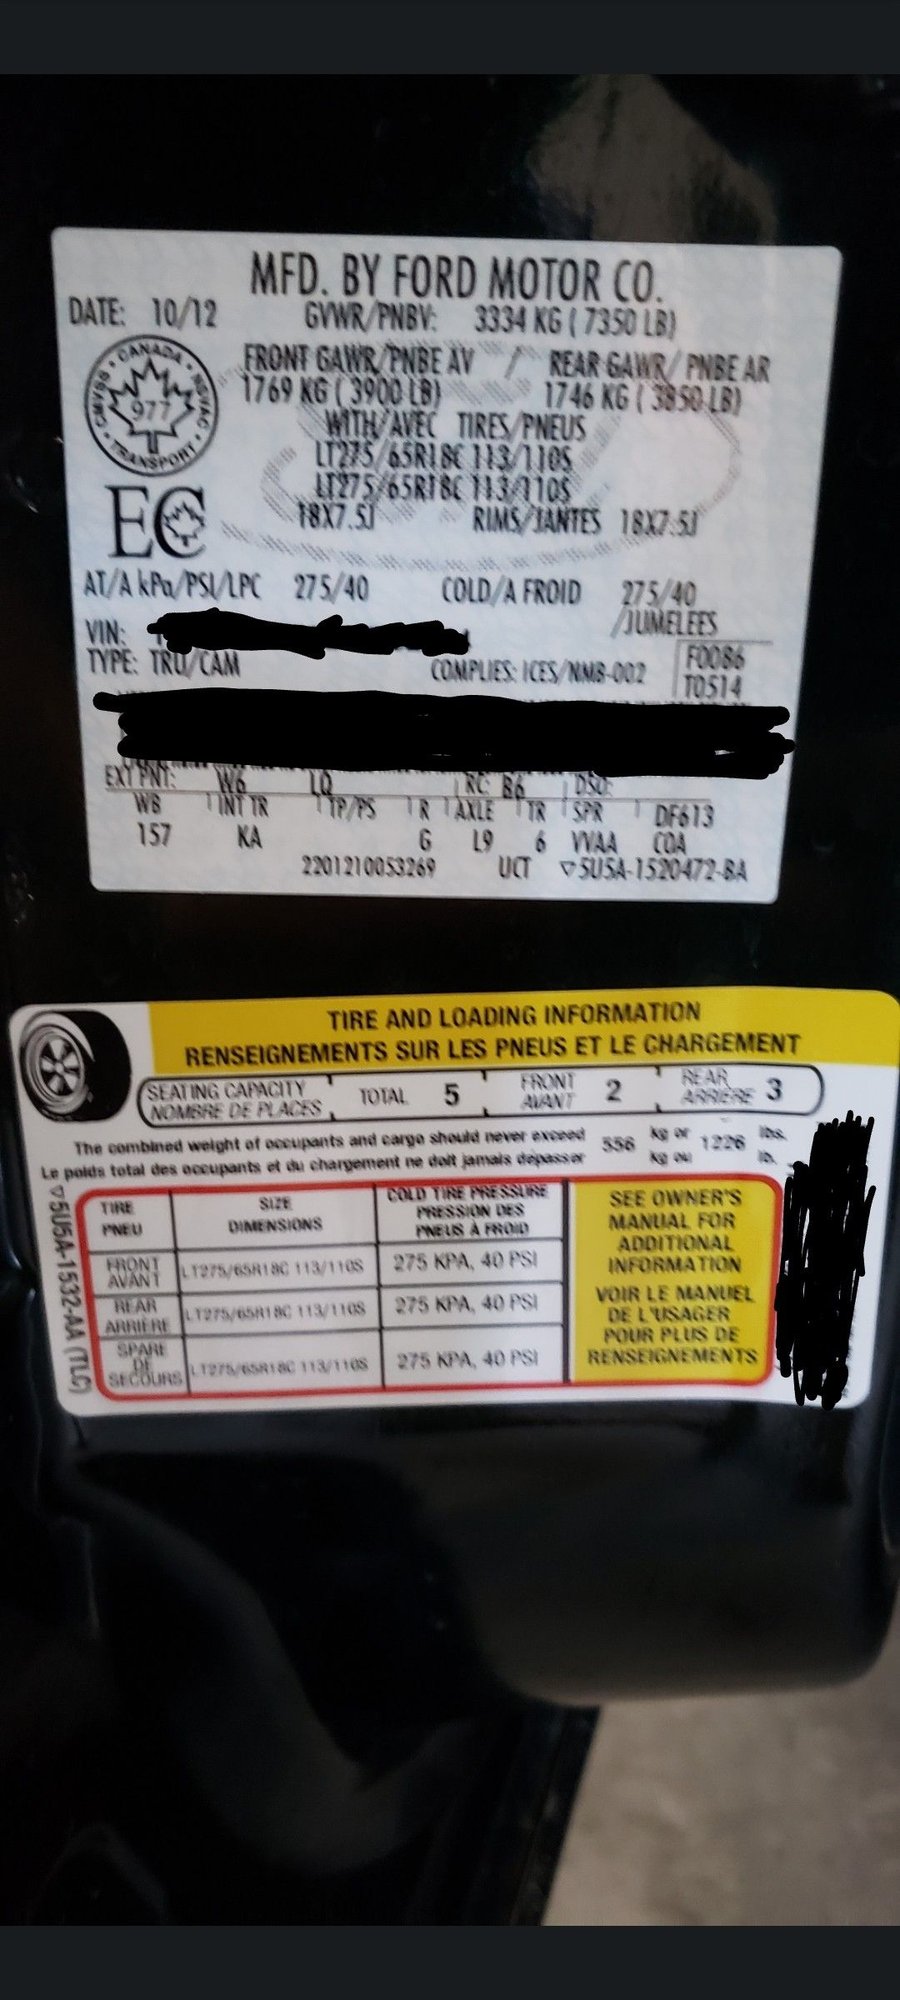 MFD. BY FORD MOTOR CO.
DATE: 10/12 GVWR/PNBV: 3334 KG ( 7350 LB)
FRONT GAWR/PNBE AV / REAR GAWR/ PNBE AR
1769 KG ( 3900 LB) 1746 KG ( 3850 LB)
WITH/AVEC TIRES/PNEUS
LT275/65R18C 113/110S
LT275/65R18C 113/110S
18X7.5J RIMS/JANTES 18X7.5J
CANADA
CMVSS NSVAC
977
TRANSPORT
EC
AT/A kPa/PSI/LPC 275/40 COLD/A FROID 275/40
/JUMELEES
VIN:
TYPE: TRU/CAM COMPLIES: ICES/NMB-002 F0086
T0514
EXT PNT: W6 LQ RC: B6 DSO:
WB INT TR TP/PS R AXLE TR SPR DF613
157 KA G L9 6 VVAA COA
2201210053269 UCT ▽5U5A-1520472-BA
TIRE AND LOADING INFORMATION
RENSEIGNEMENTS SUR LES PNEUS ET LE CHARGEMENT
SEATING CAPACITY
NOMBRE DE PLACES
TOTAL 5
FRONT
AVANT
2
REAR
ARRIÈRE
3
The combined weight of occupants and cargo should never exceed 556 kg or 1226 lbs.
Le poids total des occupants et du chargement ne doit jamais dépasser kg ou lb.
▽5U5A-1532-AA (TLC)
TIRE
PNEU
SIZE
DIMENSIONS
COLD TIRE PRESSURE
PRESSION DES
PNEUS À FROID
FRONT
AVANT
LT275/65R18C 113/110S
275 KPA, 40 PSI
REAR
ARRIÈRE
LT275/65R18C 113/110S
275 KPA, 40 PSI
SPARE
DE
SECOURS
LT275/65R18C 113/110S
275 KPA, 40 PSI
SEE OWNER'S
MANUAL FOR
ADDITIONAL
INFORMATION
VOIR LE MANUEL
DE L'USAGER
POUR PLUS DE
RENSEIGNEMENTS